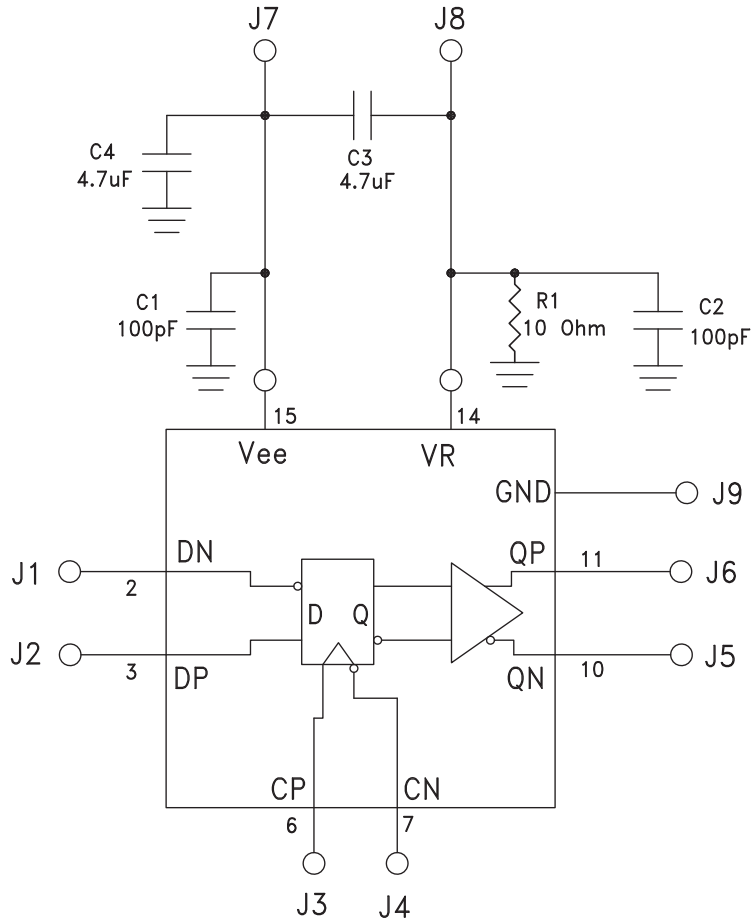 J7
J8
C4
4.7uF
C3
4.7uF
C1
100pF
R1
10 Ohm
C2
100pF
15
14
Vee
VR
GND
J9
DN
QP
J1
2
11
J6
D
Q
J2
3
DP
QN
10
J5
CP
CN
6
7
J3
J4